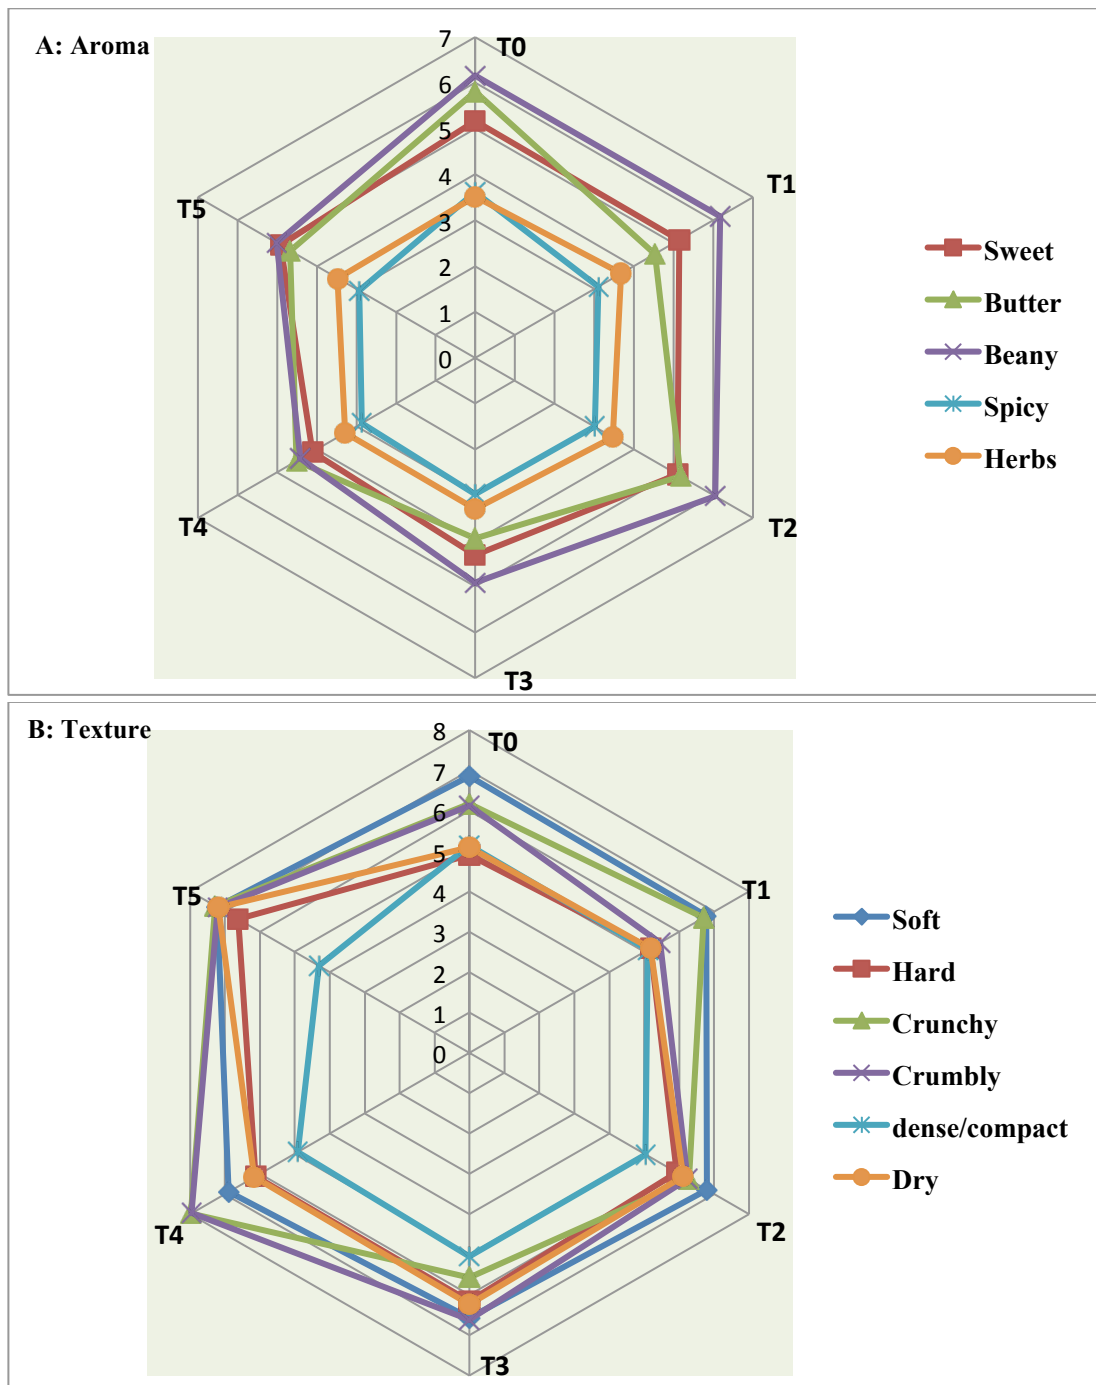 A: Aroma
T0
T1
T2
T3
T4
T5
7
6
5
4
3
2
1
0
Sweet
Butter
Beany
Spicy
Herbs
B: Texture
T0
T1
T2
T3
T4
T5
8
7
6
5
4
3
2
1
0
Soft
Hard
Crunchy
Crumbly
dense/compact
Dry